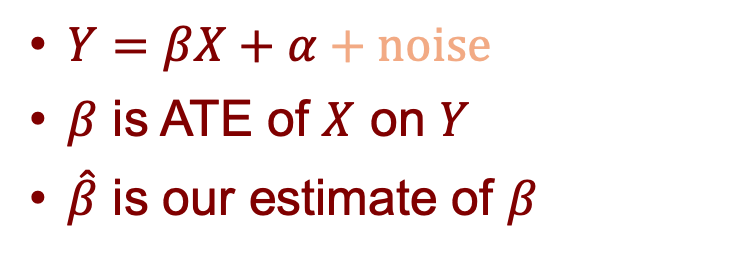 • Y = βX + α + noise
• β is ATE of X on Y
• β̂ is our estimate of β